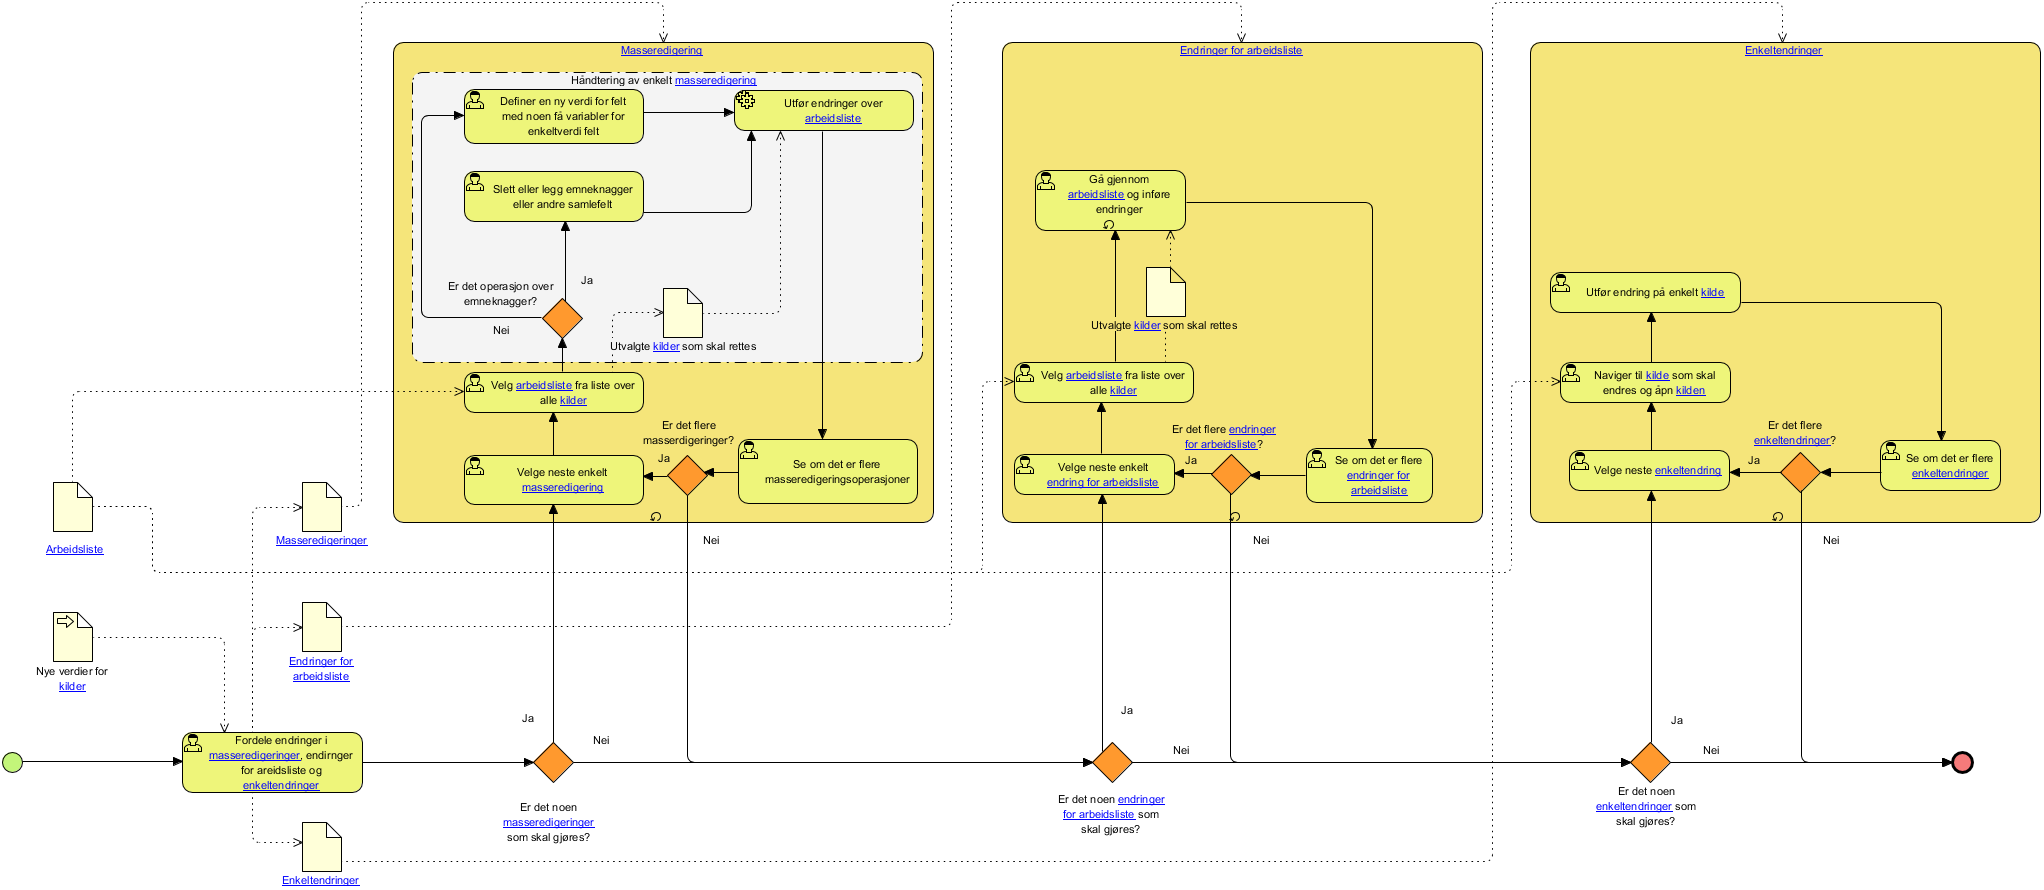 Masseredigering
Håndtering av enkelt masseredigering
Definer en ny verdi for felt
med noen få variabler for
enkeltverdi felt
Utfør endringer over
arbeidsliste
Slett eller legg emneknagger
eller andre samlefelt
Ja
Er det operasjon over
emneknagger?
Nei
Utvalgte kilder som skal rettes
Velg arbeidsliste fra liste over
alle kilder
Er det flere
masserdigeringer?
Ja
Velge neste enkelt
masseredigering
Se om det er flere
masseredigeringsoperasjoner
Nei
Endringer for arbeidsliste
Gå gjennom
arbeidsliste og inføre
endringer
Utvalgte kilder som skal rettes
Velg arbeidsliste fra liste over
alle kilder
Er det flere endringer
for arbeidsliste?
Ja
Velge neste enkelt
endring for arbeidsliste
Se om det er flere
endringer for
arbeidsliste
Nei
Enkeltendringer
Utfør endring på enkelt kilde
Naviger til kilde som skal
endres og åpn kilden
Er det flere
enkeltendringer?
Ja
Velge neste enkeltendring
Se om det er flere
enkeltendringer
Nei
Arbeidsliste
Masseredigeringer
Nye verdier for
kilder
Endringer for
arbeidsliste
Fordele endringer i
masseredigeringer, endirnger
for areidsliste og
enkeltendringer
Enkeltendringer
Ja
Nei
Er det noen
masseredigeringer
som skal gjøres?
Ja
Nei
Er det noen endringer
for arbeidsliste som
skal gjøres?
Ja
Nei
Er det noen
enkeltendringer som
skal gjøres?